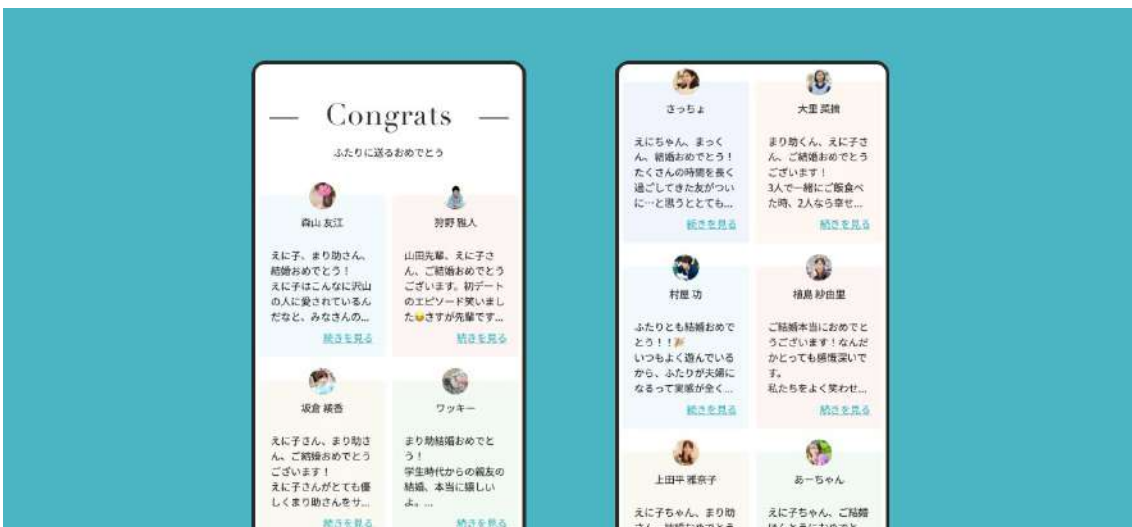 Congrats
ふたりに送るおめでとう
森山 友江
えに子、まり助さん、
結婚おめでとう！
えに子はこんなに沢山
の人に愛されているん
だなと、みなさんの...
続きを見る
狩野 雅人
山田先輩、えに子さ
ん、ご結婚おめでとう
ございます。初デート
のエピソード笑いまし
た😂さすが先輩です...
続きを見る
坂倉 綾香
えに子さん、まり助さ
ん、ご結婚おめでとう
ございます！
えに子さんがとても優
しくまり助さんをサ...
続きを見る
ワッキー
まり助結婚おめでと
う！
学生時代からの親友の
結婚、本当に嬉しい
よ。...
続きを見る
さっちょ
えにちゃん、まっく
ん、結婚おめでとう！
たくさんの時間を長く
過ごしてきた友がつい
に…と思うととても...
続きを見る
大里 菜摘
まり助くん、えに子さ
ん、ご結婚おめでとう
ございます！
3人で一緒にご飯食べ
た時、2人なら幸せ...
続きを見る
村屋 功
ふたりとも結婚おめで
とう！！🎉
いつもよく遊んでいる
から、ふたりが夫婦に
なるって実感が全く...
続きを見る
植島 紗由里
ご結婚本当におめでと
うございます！なんだ
かとっても感慨深いで
す。
私たちをよく笑わせ...
続きを見る
上田平 雅奈子
えに子ちゃん、まり助
さん、結婚おめでとう
あーちゃん
えに子ちゃん、ご結婚
ほんとうにおめでと